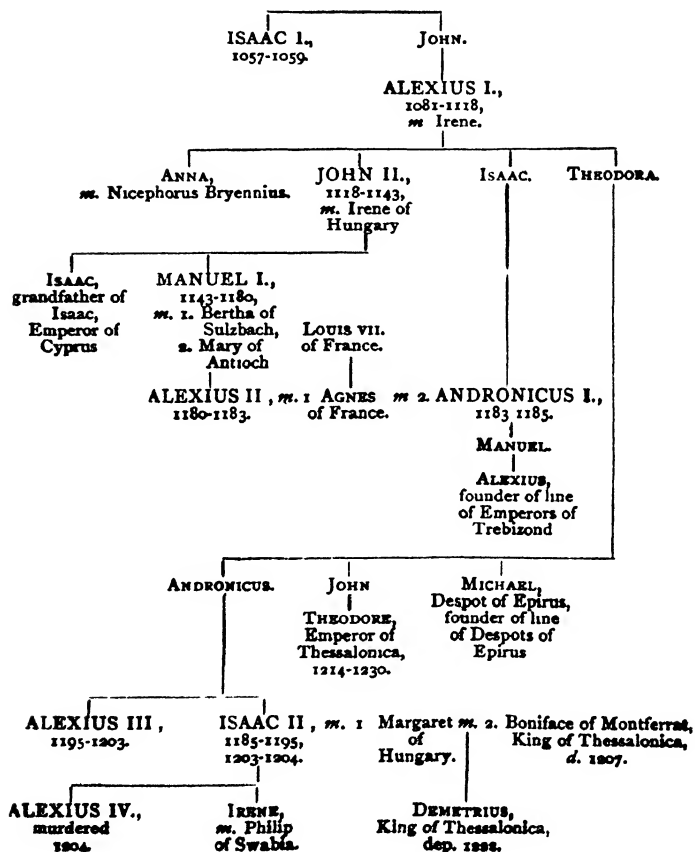 ISAAC I.,
1057-1059.
JOHN.
ALEXIUS I.,
1081-1118,
m Irene.
ANNA,
m. Nicephorus Bryennius.
JOHN II.,
1118-1143,
m. Irene of
Hungary
ISAAC.
THEODORA.
ISAAC,
grandfather of
Isaac,
Emperor of
Cyprus
MANUEL I.,
1143-1180,
m. 1. Bertha of
Sulzbach,
2. Mary of
Antioch
LOUIS VII.
of France.
ALEXIUS II, m. 1 AGNES m 2. ANDRONICUS I.,
1180-1183.
of France.
1183 1185.
MANUEL.
ALEXIUS,
founder of line
of Emperors of
Trebizond
ANDRONICUS.
JOHN
THEODORE,
Emperor of
Thessalonica,
1214-1230.
MICHAEL,
Despot of Epirus,
founder of line
of Despots of
Epirus
ALEXIUS III,
1195-1203.
ISAAC II, m. 1 Margaret m. 2. Boniface of Montferrat,
1185-1195,
1203-1204.
of
Hungary.
King of Thessalonica,
d. 1207.
ALEXIUS IV.,
murdered
1204.
IRENE,
m. Philip
of Swabia.
DEMETRIUS,
King of Thessalonica,
dep. 1222.